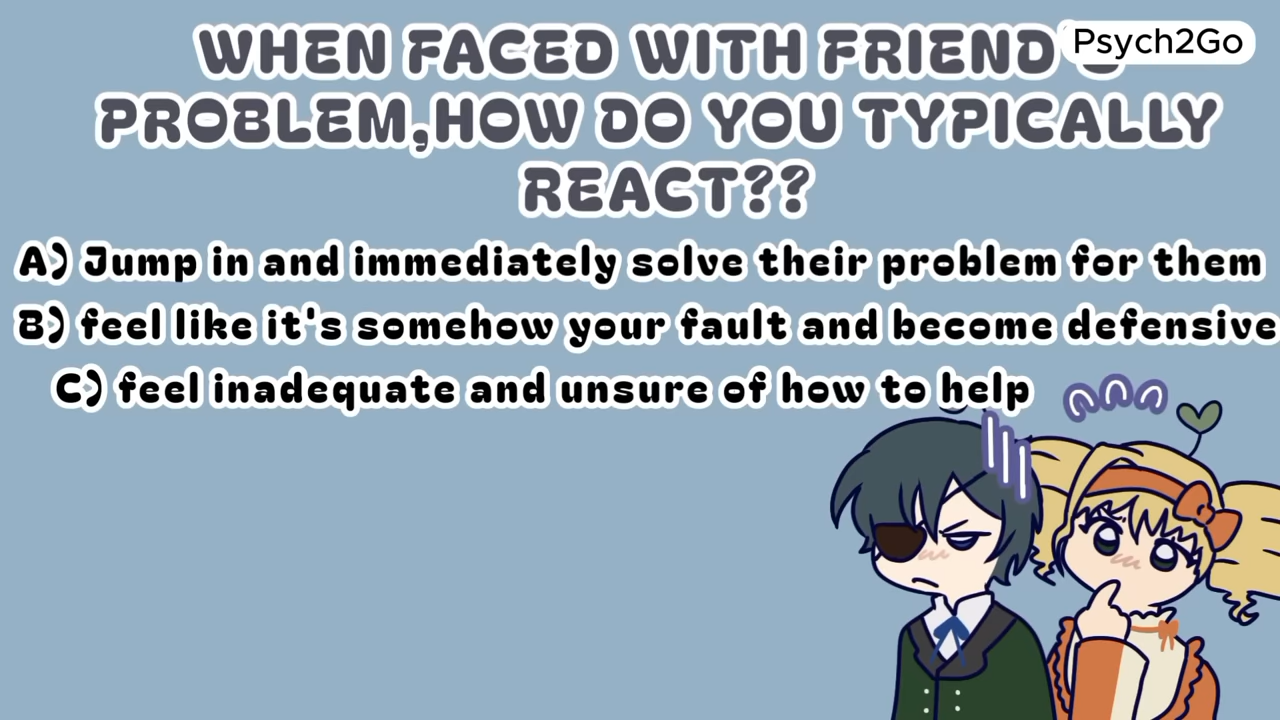 WHEN FACED WITH FRIEND'S
Psych2Go
PROBLEM,HOW DO YOU TYPICALLY
REACT??
A) Jump in and immediately solve their problem for them
B) feel like it's somehow your fault and become defensive
C) feel inadequate and unsure of how to help